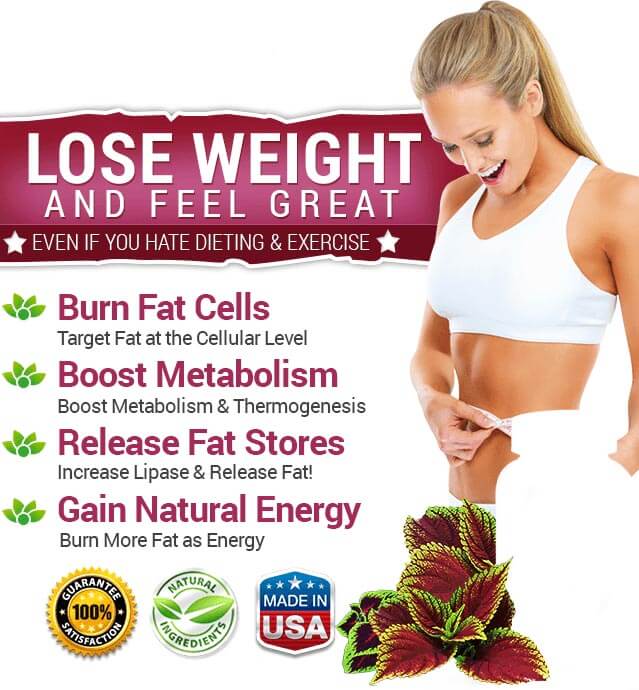 LOSE WEIGHT
AND FEEL GREAT
EVEN IF YOU HATE DIETING & EXERCISE
Burn Fat Cells
Target Fat at the Cellular Level
Boost Metabolism
Boost Metabolism & Thermogenesis
Release Fat Stores
Increase Lipase & Release Fat!
Gain Natural Energy
Burn More Fat as Energy
GUARANTEE
100%
SATISFACTION
NATURAL
INGREDIENTS
MADE IN
USA